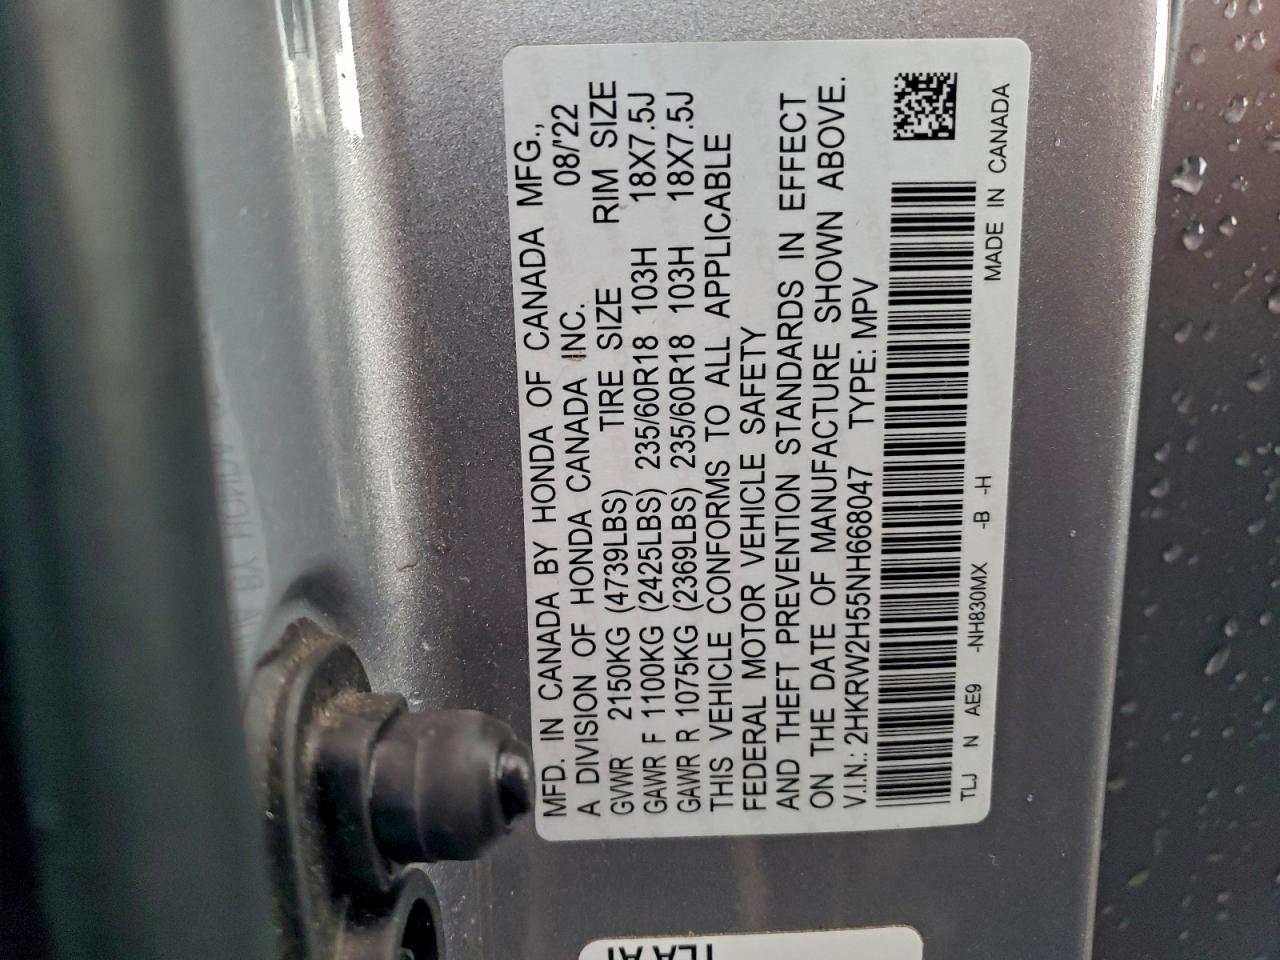 MFD. IN CANADA BY HONDA OF CANADA MFG.,
A DIVISION OF HONDA CANADA INC. 08/'22
GVWR 2150KG (4739LBS) TIRE SIZE RIM SIZE
GAWR F 1100KG (2425LBS) 235/60R18 103H 18X7.5J
GAWR R 1075KG (2369LBS) 235/60R18 103H 18X7.5J
THIS VEHICLE CONFORMS TO ALL APPLICABLE
FEDERAL MOTOR VEHICLE SAFETY
AND THEFT PREVENTION STANDARDS IN EFFECT
ON THE DATE OF MANUFACTURE SHOWN ABOVE.
V.I.N.: 2HKRW2H55NH668047 TYPE: MPV
TLJ N AE9 -NH830MX -B -H MADE IN CANADA